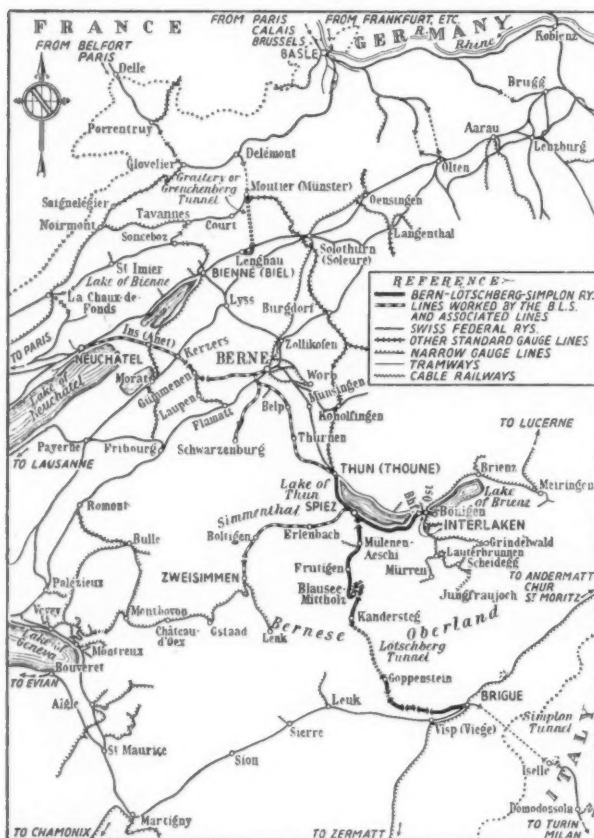 FRANCE
FROM PARIS
CALAIS
BRUSSELS
FROM FRANKFURT, ETC.
GERMANY
R. Rhine
Koblenz
FROM BELFORT
PARIS
BASLE
Delle
Brugg
Porrentruy
Aarau
Lenzburg
Glovelier
Delémont
Olten
Graitery or
Grenchenberg
Tunnel
Moutier (Münster)
Saignelégier
Oensingen
Tavannes
Noirmont
Court
Langenthal
Sonceboz
Solothurn
(Soleure)
St Imier
Lengnau
Lake of Bienne
BIENNE (BIEL)
La Chaux-de-
Fonds
Lyss
Burgdorf
REFERENCE:-
BERN-LÖTSCHBERG-SIMPLON RY.
LINES WORKED BY THE B.L.S.
AND ASSOCIATED LINES
SWISS FEDERAL RYS.
OTHER STANDARD GAUGE LINES
NARROW GAUGE LINES
TRAMWAYS
CABLE RAILWAYS
TO PARIS
Ins (Anet)
Kerzers
Zollikofen
NEUCHÂTEL
BERNE
Worb
Lake of
Neuchâtel
Morat
Gümmenen
Münsingen
Laupen
Flamatt
Belp
Konolfingen
TO LUCERNE
Payerne
Fribourg
Schwarzenburg
Thurnen
TO LAUSANNE
THUN (THOUNE)
Brienz
Meiringen
Lake of
Thun
Lake of
Brienz
Bhf
Ost
Romont
SPIEZ
Bönigen
Simmenthal
INTERLAKEN
Bulle
Boltigen
Erlenbach
Mülenen-
Aeschi
Grindelwald
Lauterbrunnen
Scheidegg
Mürren
Frutigen
Jungfraujoch
TO ANDERMATT
CHUR
ST MORITZ
Palézieux
ZWEISIMMEN
Blausee-
Mittholz
Vevey
Montbovon
Kandersteg
Château-
d'Oex
Gstaad
Lenk
Bernese
Oberland
Lake of
Geneva
Montreux
Lötschberg
Tunnel
Bouveret
Goppenstein
TO EVIAN
Aigle
BRIGUE
Leuk
Visp (Viège)
Simplon
Tunnel
ITALY
St Maurice
Sierre
Sion
Iselle
Domodossola
Martigny
TO CHAMONIX
TO ZERMATT
TO TURIN
MILAN